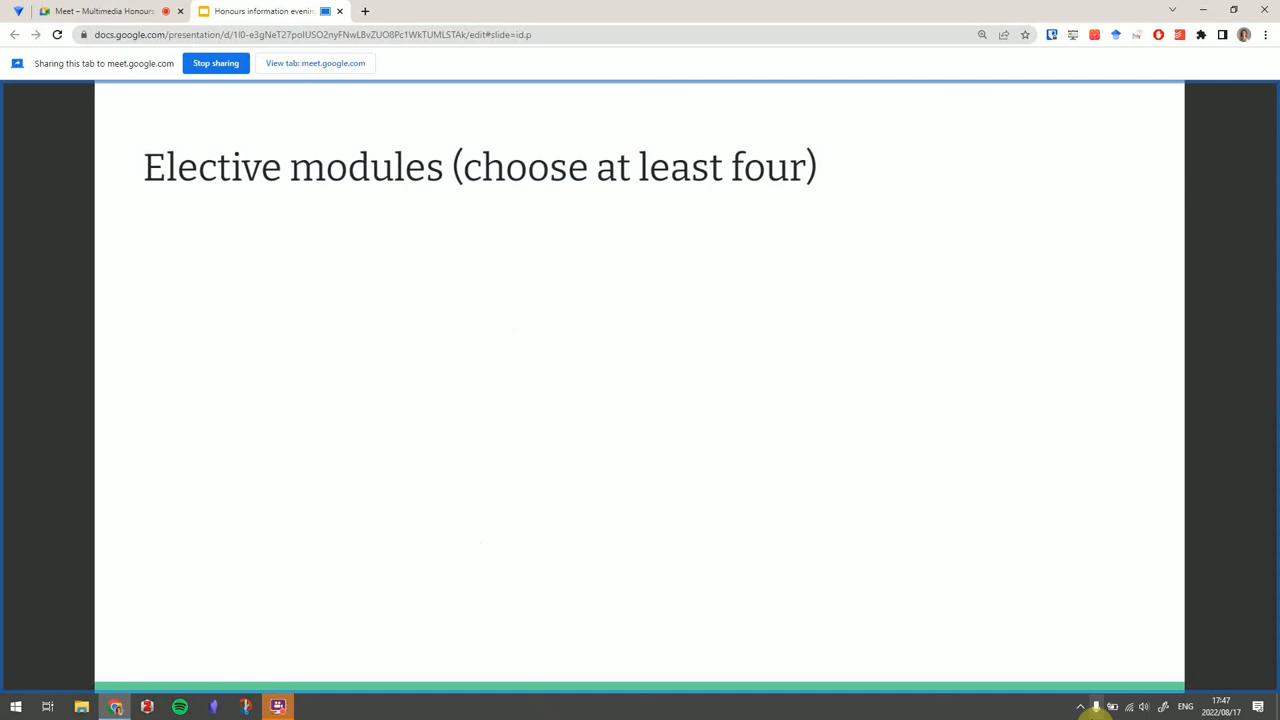 Meet – Multimedia Honours
Honours information evenin
docs.google.com/presentation/d/1I0-e3gNeT27poIUSO2nyFNwLBvZUO8Pc1WkTUMLSTAk/edit#slide=id.p
Sharing this tab to meet.google.com
Stop sharing
View tab: meet.google.com
Elective modules (choose at least four)
ENG
17:47
2022/08/17